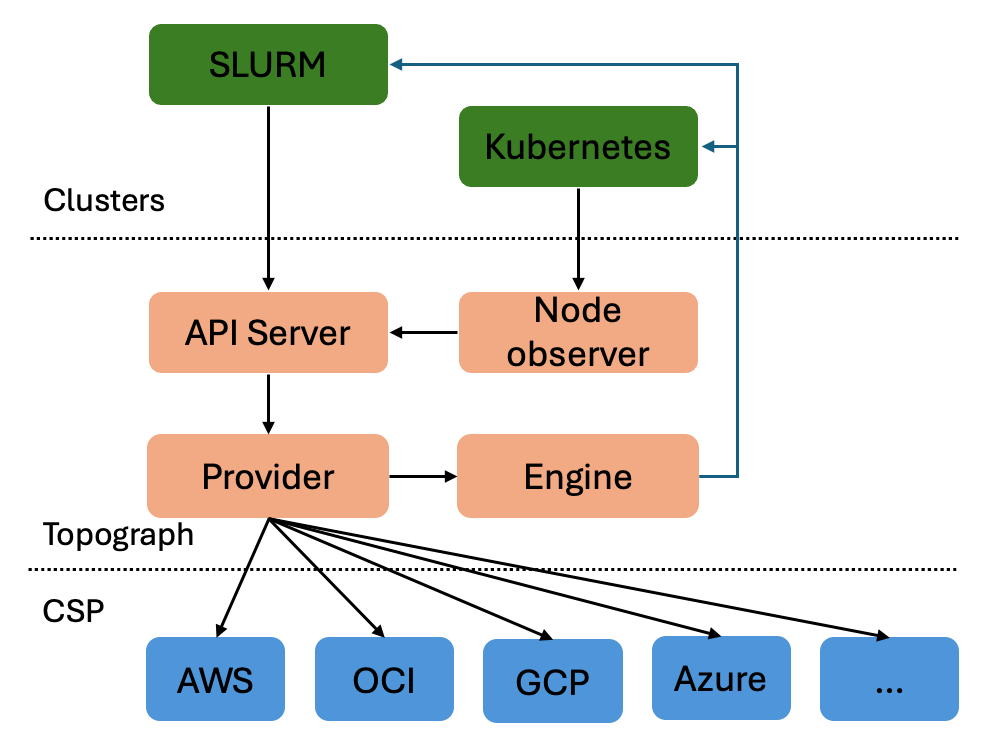 SLURM
Kubernetes
Clusters
API Server
Node
observer
Provider
Engine
Topograph
CSP
AWS
OCI
GCP
Azure
...